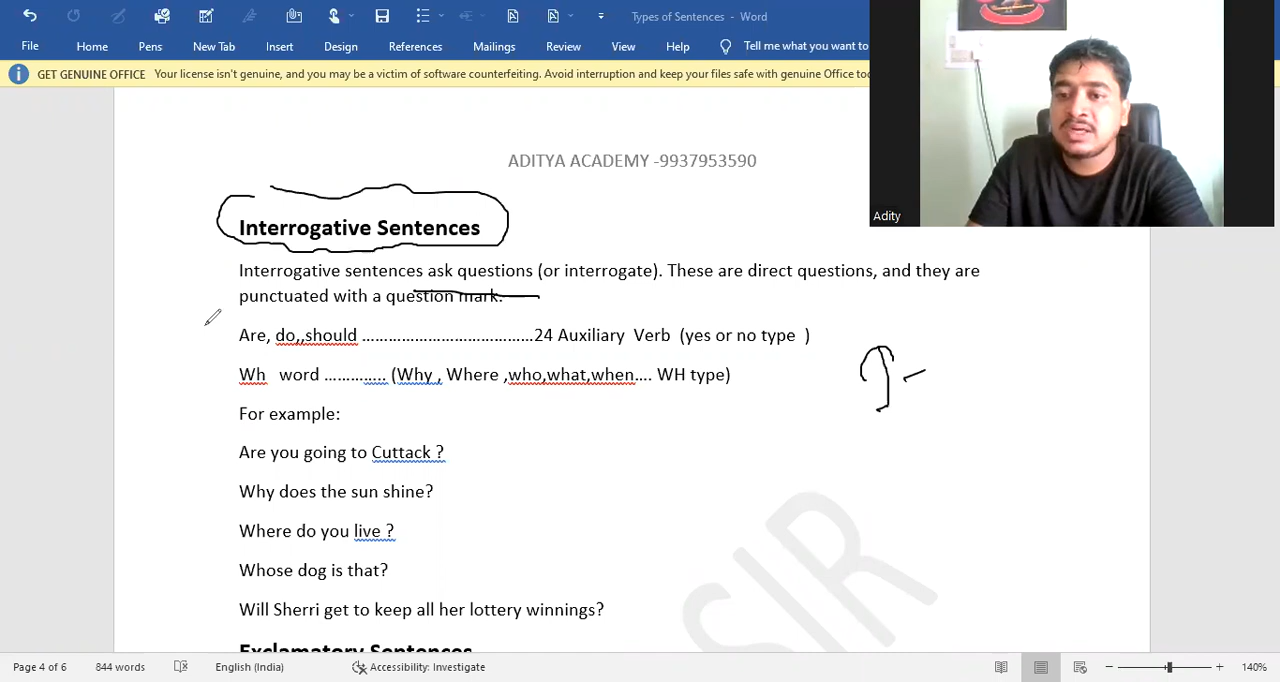 Types of Sentences - Word
File Home Pens New Tab Insert Design References Mailings Review View Help Tell me what you want to
GET GENUINE OFFICE Your license isn't genuine, and you may be a victim of software counterfeiting. Avoid interruption and keep your files safe with genuine Office
Adity
ADITYA ACADEMY -9937953590
Interrogative Sentences
Interrogative sentences ask questions (or interrogate). These are direct questions, and they are
punctuated with a question mark.
Are, do,,should ……………………………………24 Auxiliary Verb (yes or no type )
Wh word ………….. (Why , Where ,who,what,when…. WH type)
For example:
Are you going to Cuttack ?
Why does the sun shine?
Where do you live ?
Whose dog is that?
Will Sherri get to keep all her lottery winnings?
Exclamatory Sentences
SIR
Page 4 of 6 844 words English (India) Accessibility: Investigate 140%